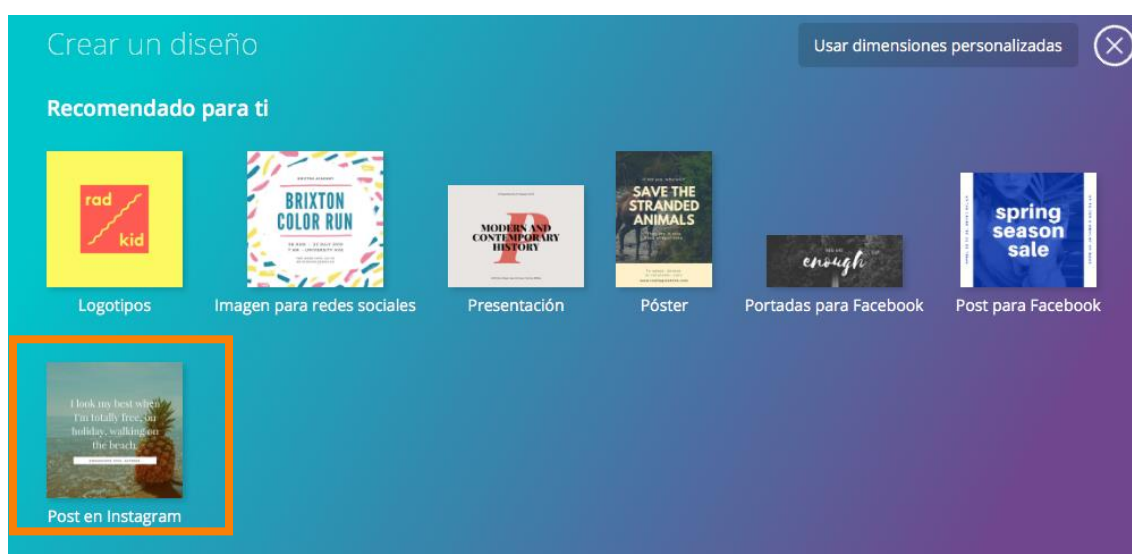 Crear un diseño
Usar dimensiones personalizadas
Recomendado para ti
rad
kid
Logotipos
BRIXTON
COLOR RUN
Imagen para redes sociales
MODERN AND
CONTEMPORARY
HISTORY
Presentación
SAVE THE
STRANDED
ANIMALS
Póster
enough
Portadas para Facebook
spring
season
sale
Post para Facebook
I look my best when
I'm totally free, on
holiday, walking on
the beach.
Post en Instagram